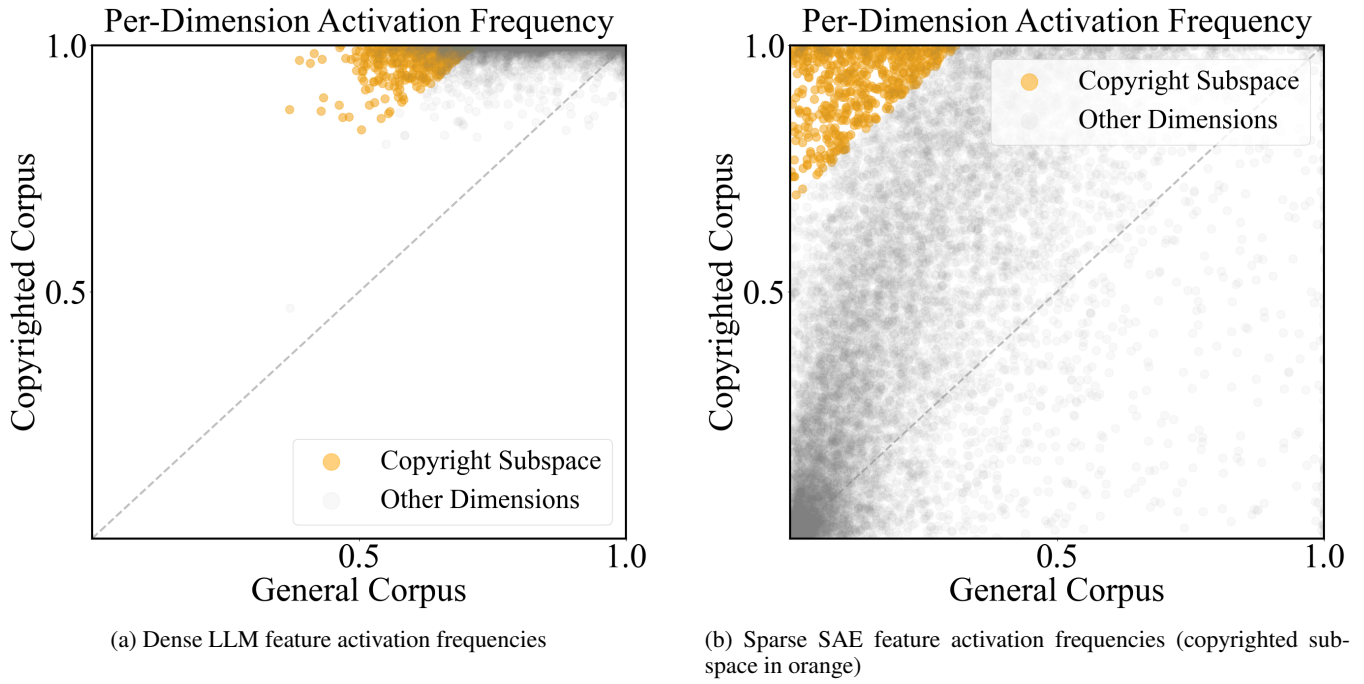 Per-Dimension Activation Frequency
1.0
Copyrighted Corpus
0.5
Copyright Subspace
Other Dimensions
0.5
1.0
General Corpus
(a) Dense LLM feature activation frequencies
Per-Dimension Activation Frequency
1.0
Copyright Subspace
Other Dimensions
Copyrighted Corpus
0.5
0.5
1.0
General Corpus
(b) Sparse SAE feature activation frequencies (copyrighted sub-
space in orange)